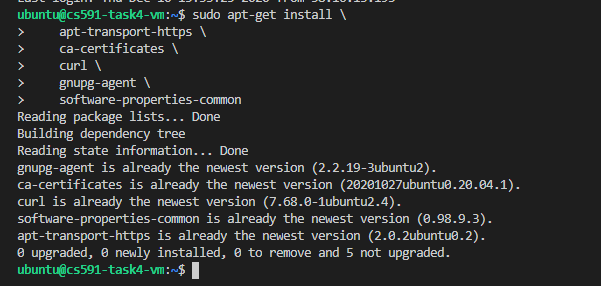 ubuntu@cs591-task4-vm:~$ sudo apt-get install \
>     apt-transport-https \
>     ca-certificates \
>     curl \
>     gnupg-agent \
>     software-properties-common
Reading package lists... Done
Building dependency tree
Reading state information... Done
gnupg-agent is already the newest version (2.2.19-3ubuntu2).
ca-certificates is already the newest version (20201027ubuntu0.20.04.1).
curl is already the newest version (7.68.0-1ubuntu2.4).
software-properties-common is already the newest version (0.98.9.3).
apt-transport-https is already the newest version (2.0.2ubuntu0.2).
0 upgraded, 0 newly installed, 0 to remove and 5 not upgraded.
ubuntu@cs591-task4-vm:~$